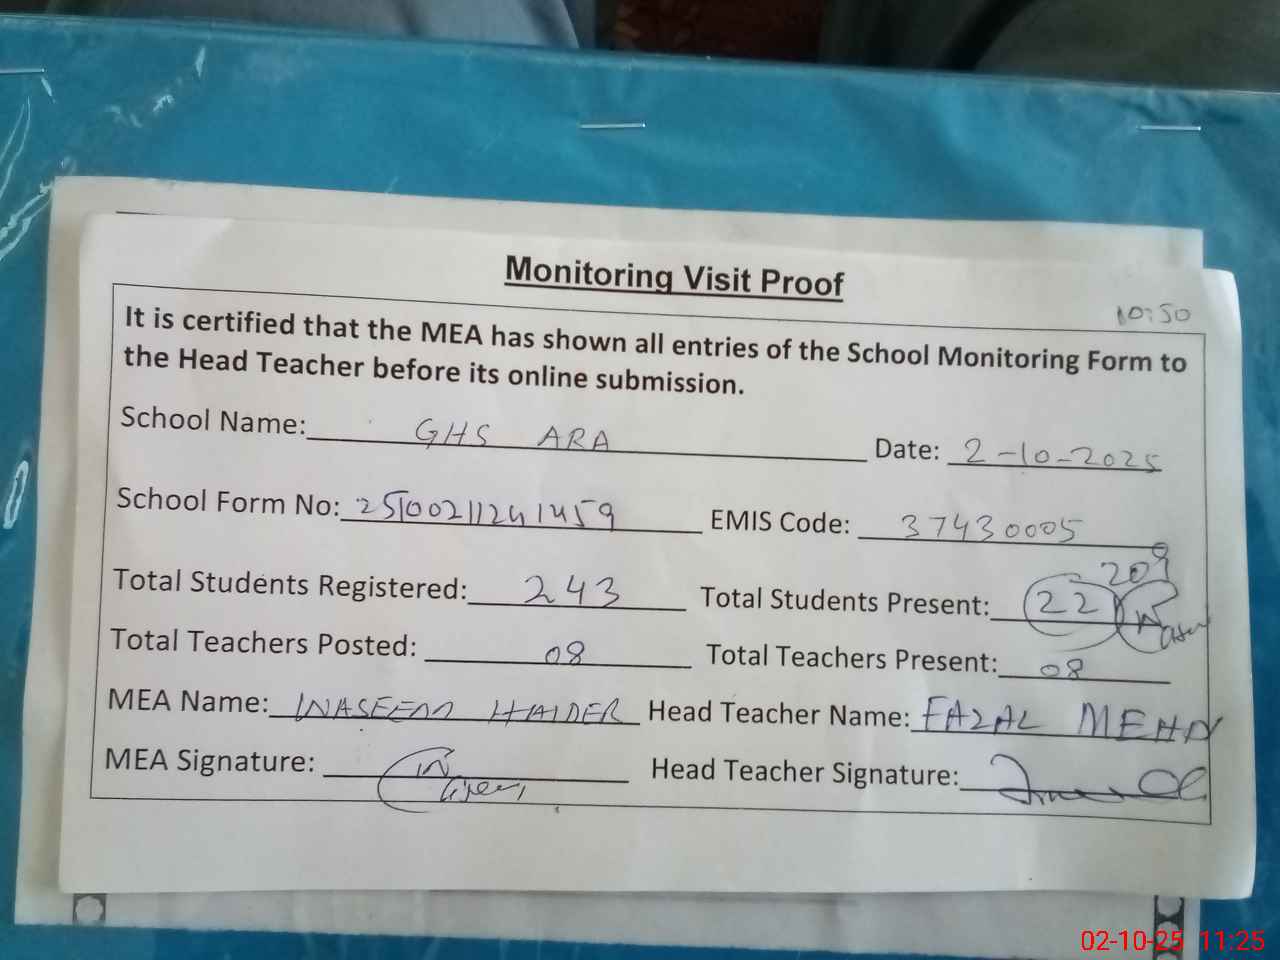 Monitoring Visit Proof
10:50
It is certified that the MEA has shown all entries of the School Monitoring Form to
the Head Teacher before its online submission.
School Name: GHS ARA Date: 2-10-2025
School Form No: 25100211241459 EMIS Code: 37430005
209
Total Students Registered: 243 Total Students Present: 22
Total Teachers Posted: 08 Total Teachers Present: 08
MEA Name: WASEEM HAIDER Head Teacher Name: FAZAL MEHD
MEA Signature: Head Teacher Signature:
02-10-25 11:25